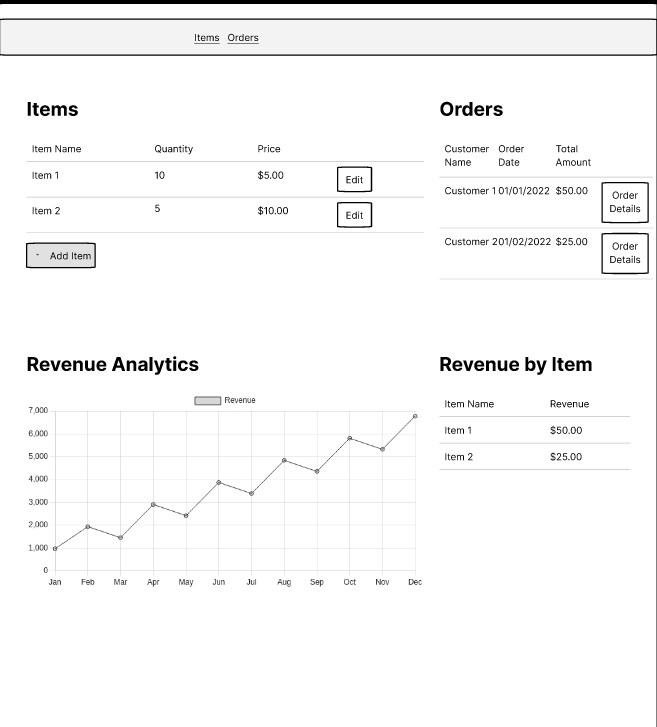 Items Orders
Items
Item Name Quantity Price
Item 1 10 $5.00 Edit
Item 2 5 $10.00 Edit
Add Item
Orders
Customer Order Total
Name Date Amount
Customer 1 01/01/2022 $50.00 Order
Details
Customer 2 01/02/2022 $25.00 Order
Details
Revenue Analytics
Revenue
7,000
6,000
5,000
4,000
3,000
2,000
1,000
0
Jan Feb Mar Apr May Jun Jul Aug Sep Oct Nov Dec
Revenue by Item
Item Name Revenue
Item 1 $50.00
Item 2 $25.00